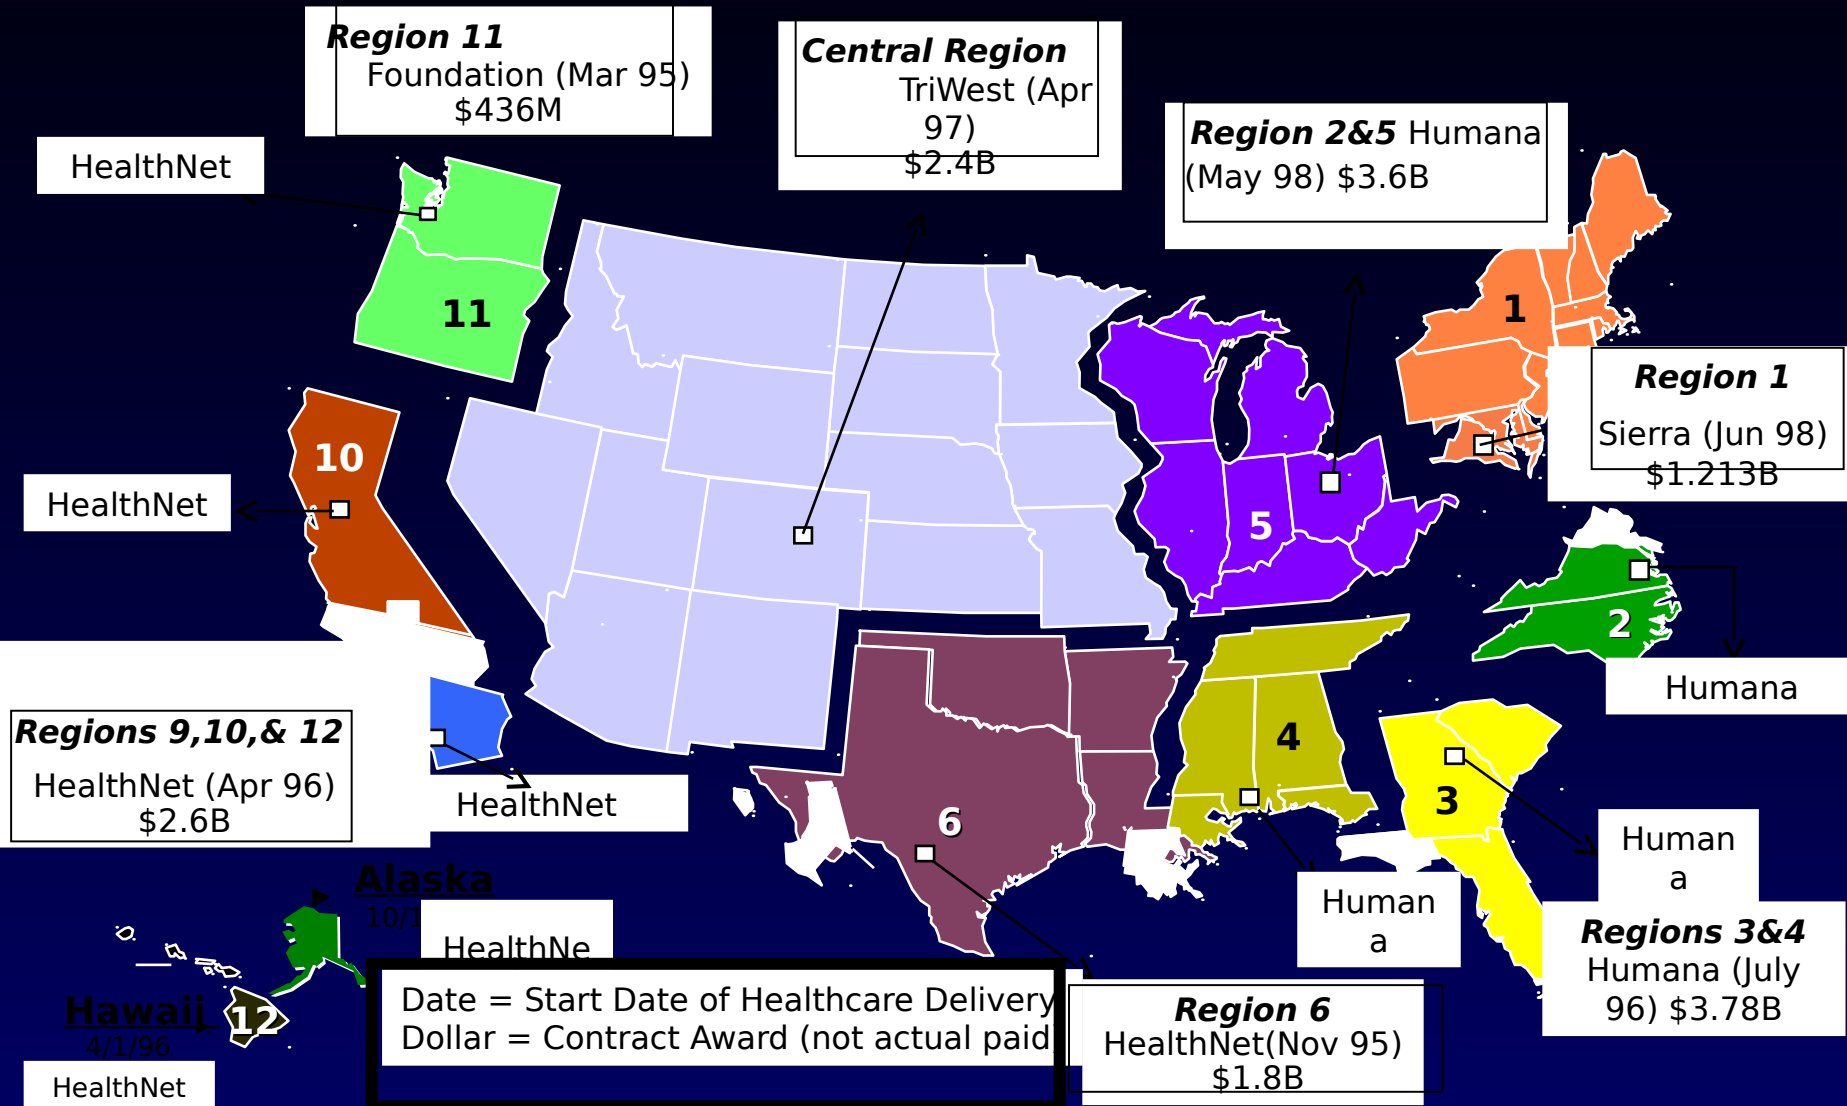 Region 11
Foundation (Mar 95)
$436M
Central Region
TriWest (Apr
97)
$2.4B
Region 2&5 Humana
(May 98) $3.6B
HealthNet
11
1
Region 1
Sierra (Jun 98)
$1.213B
10
HealthNet
5
2
Humana
Regions 9,10,& 12
HealthNet (Apr 96)
$2.6B
HealthNet
6
4
3
Human
a
Human
a
Regions 3&4
Humana (July
96) $3.78B
Alaska
10/1
HealthNe
Hawaii
12
4/1/96
HealthNet
Date = Start Date of Healthcare Delivery
Dollar = Contract Award (not actual paid
Region 6
HealthNet(Nov 95)
$1.8B